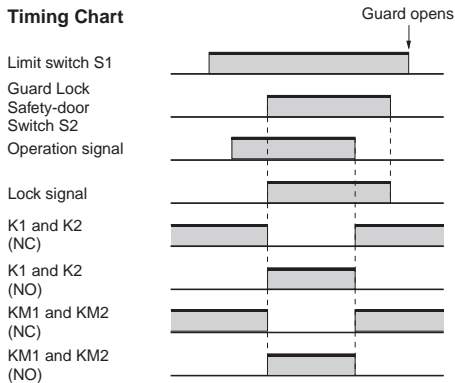 Timing Chart
Guard opens
Limit switch S1
Guard Lock
Safety-door
Switch S2
Operation signal
Lock signal
K1 and K2
(NC)
K1 and K2
(NO)
KM1 and KM2
(NC)
KM1 and KM2
(NO)